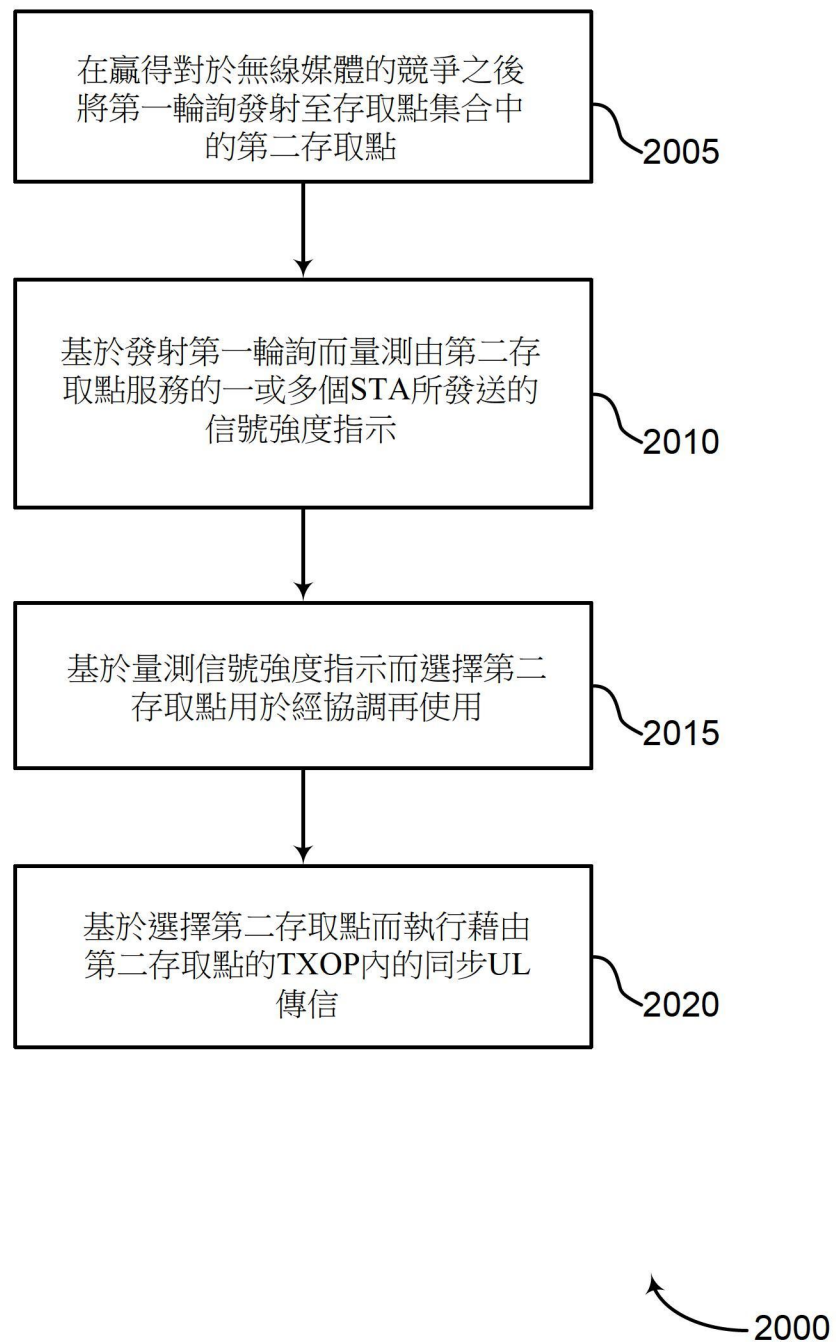 在贏得對於無線媒體的競爭之後
將第一輪詢發射至存取點集合中
的第二存取點
2005
基於發射第一輪詢而量測由第二存
取點服務的一或多個STA所發送的
信號強度指示
2010
基於量測信號強度指示而選擇第二
存取點用於經協調再使用
2015
基於選擇第二存取點而執行藉由
第二存取點的TXOP內的同步UL
傳信
2020
2000